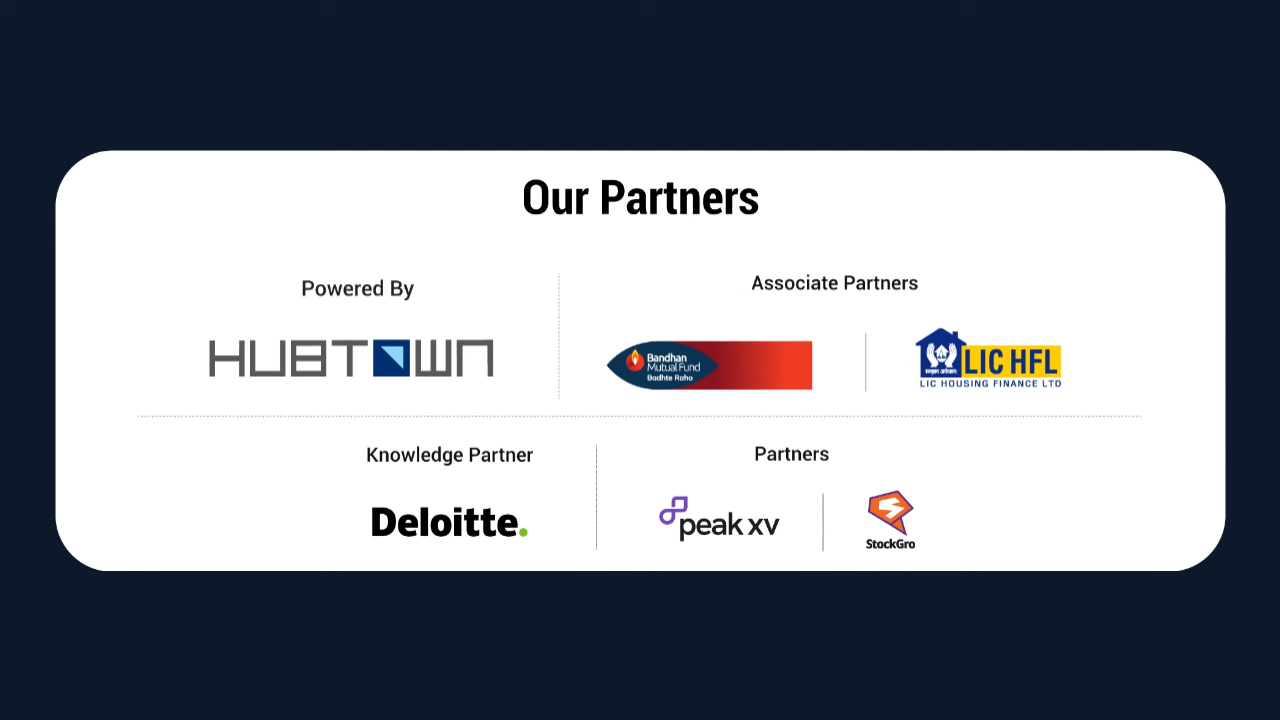 Our Partners
Powered By
HUBTOWN
Associate Partners
Bandhan
Mutual Fund
Badhte Raho
LIC HFL
LIC HOUSING FINANCE LTD
Knowledge Partner
Deloitte.
Partners
peak xv
StockGro